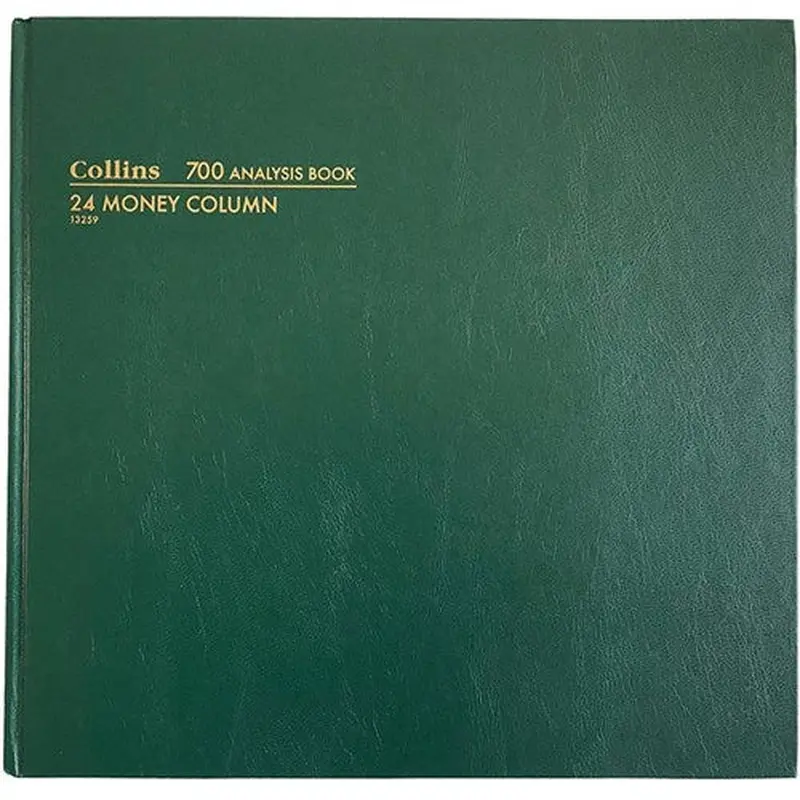 Collins 700 ANALYSIS BOOK
24 MONEY COLUMN
13259